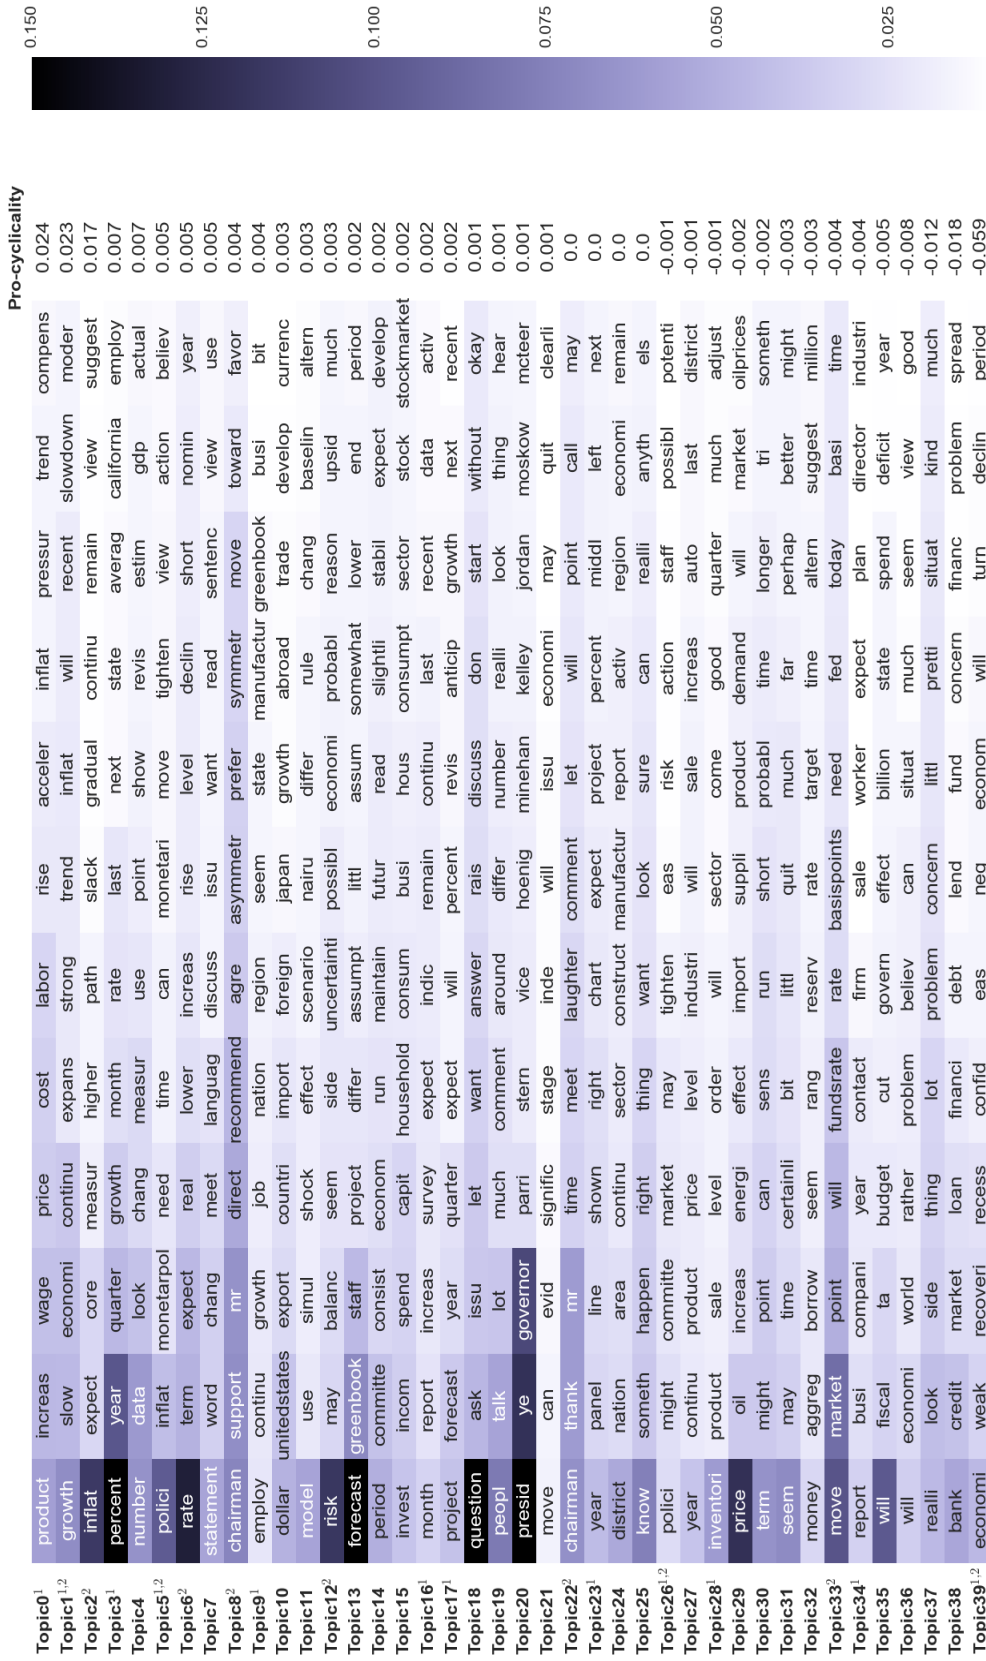 Pro-cyclicality
Topic0¹ product increas wage price cost labor rise acceler inflat pressur trend compens 0.024
Topic1¹,² growth slow economi continu expans strong trend inflat will recent slowdown moder 0.023
Topic2² inflat expect core measur higher path slack gradual continu remain view suggest 0.017
Topic3¹ percent year quarter growth month rate last next state averag california employ 0.007
Topic4 number data look chang measur use point show revis estim gdp actual 0.007
Topic5¹,² polici inflat monetarpol need time can monetari move tighten view action believ 0.005
Topic6² rate term expect real lower increas rise level declin short nomin year 0.005
Topic7 statement word chang meet languag discuss issu want read sentenc view use 0.005
Topic8² chairman support mr direct recommend agre asymmetr prefer symmetr move toward favor 0.004
Topic9¹ employ continu growth job nation region seem state manufactur greenbook busi bit 0.004
Topic10 dollar unitedstates export countri import foreign japan growth abroad trade develop currenc 0.003
Topic11 model use simul shock effect scenario nairu differ rule chang baselin altern 0.003
Topic12² risk may balanc seem side uncertainti possibl economi probabl reason upsid much 0.003
Topic13 forecast greenbook staff project differ assumpt littl assum somewhat lower end period 0.002
Topic14 period committe consist econom run maintain futur read slightli stabil expect develop 0.002
Topic15 invest incom spend capit household consum busi hous consumpt sector stock stockmarket 0.002
Topic16¹ month report increas survey expect indic remain continu last recent data activ 0.002
Topic17¹ project forecast year quarter expect will percent revis anticip growth next recent 0.002
Topic18 question ask issu let want answer rais discuss don start without okay 0.001
Topic19 peopl talk lot much comment around differ number realli look thing hear 0.001
Topic20 presid ye governor parri stern vice hoenig minehan kelley jordan moskow mcteer 0.001
Topic21 move can evid signific stage inde will issu economi may quit clearli 0.001
Topic22² chairman thank mr time meet laughter comment let will point call may 0.0
Topic23¹ year panel line shown right chart expect project percent middl left next 0.0
Topic24 district nation area continu sector construct manufactur report activ region economi remain 0.0
Topic25 know someth happen right thing want look sure can realli anyth els 0.0
Topic26¹,² polici might committe market may tighten eas risk action staff possibl potenti -0.001
Topic27 year continu product price level industri will sale increas auto last district -0.001
Topic28¹ inventori product sale level order will sector come good quarter much adjust -0.001
Topic29 price oil increas energi effect import suppli product demand will market oilprices -0.002
Topic30 term might point can sens run short probabl time longer tri someth -0.002
Topic31 seem may time certainli bit littl quit much far perhap better might -0.003
Topic32 money aggreg borrow seem rang reserv rate target time altern suggest million -0.003
Topic33² move market point will fundsrate rate basispoints need fed today basi time -0.004
Topic34¹ report busi compani year contact firm sale worker expect plan director industri -0.004
Topic35 will fiscal ta budget cut govern effect billion state spend deficit year -0.005
Topic36 will economi world rather problem believ can situat much seem view good -0.008
Topic37 realli look side thing lot problem concern littl pretti situat kind much -0.012
Topic38 bank credit market loan financi debt lend fund concern financ problem spread -0.018
Topic39¹,² economi weak recoveri recess confid eas neg econom will turn declin period -0.059
0.150
0.125
0.100
0.075
0.050
0.025